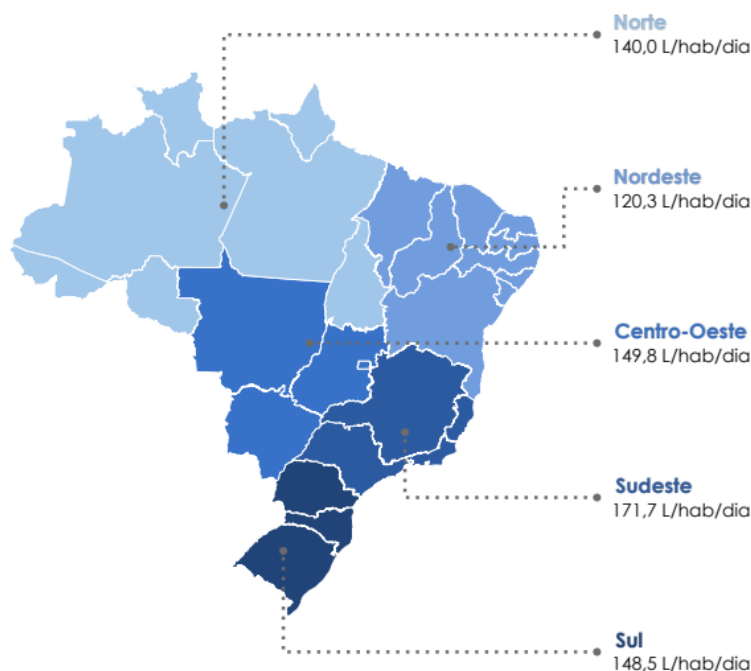 Norte
140,0 L/hab/dia
Nordeste
120,3 L/hab/dia
Centro-Oeste
149,8 L/hab/dia
Sudeste
171,7 L/hab/dia
Sul
148,5 L/hab/dia